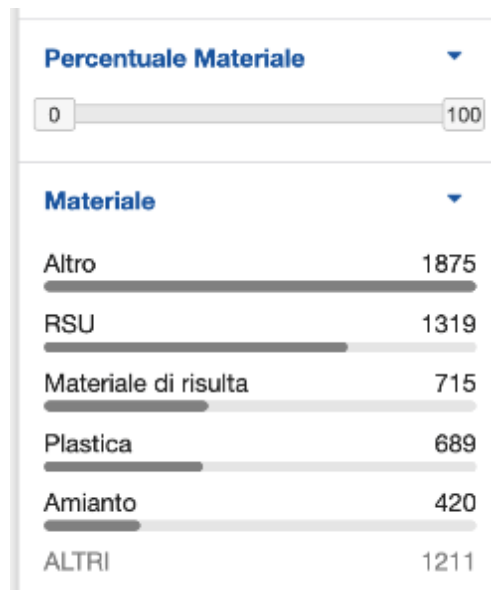 Percentuale Materiale
0 100
Materiale
Altro 1875
RSU 1319
Materiale di risulta 715
Plastica 689
Amianto 420
ALTRI 1211